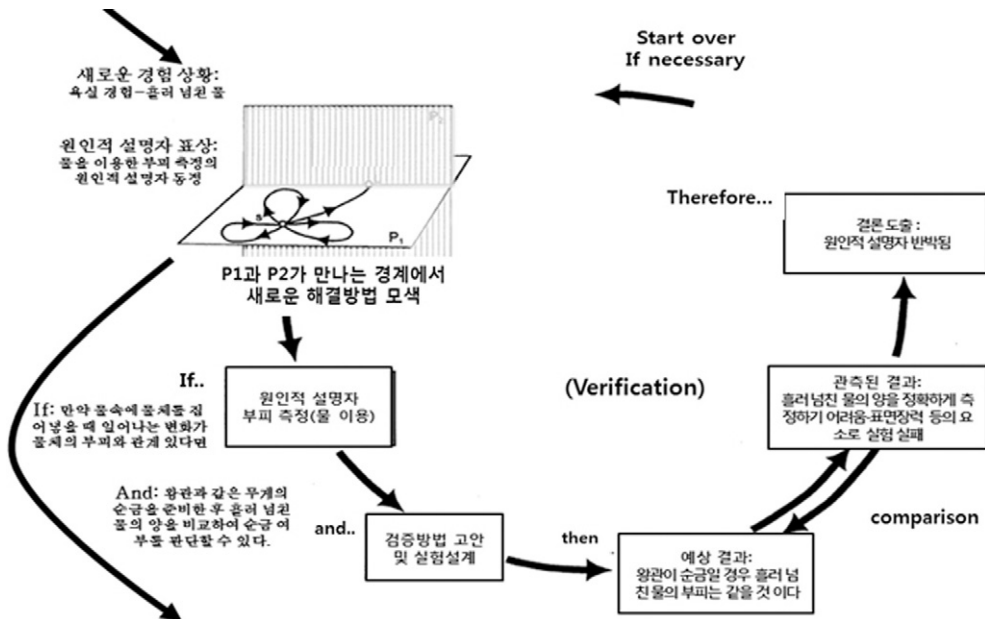 Start over
If necessary
새로운 경험 상황:
욕실 경험-흘러 넘친 물
원인적 설명자 표상:
물을 이용한 부피 측정의
원인적 설명자 동정
P2
s
P1
P1과 P2가 만나는 경계에서
새로운 해결방법 모색
Therefore...
결론 도출 :
원인적 설명자 반박됨
If..
원인적 설명자
부피 측정(물 이용)
If: 만약 물속에 물체를 집
어넣을 때 일어나는 변화가
물체의 부피와 관계 있다면
(Verification)
관측된 결과:
흘러 넘친 물의 양을 정확하게 측
정하기 어려움-표면장력 등의 요
소로 실험 실패
And: 왕관과 같은 무게의
순금을 준비한 후 흘러 넘친
물의 양을 비교하여 순금 여
부를 판단할 수 있다.
and..
검증방법 고안
및 실험설계
then
comparison
예상 결과:
왕관이 순금일 경우 흘러 넘
친 물의 부피는 같을 것 이다